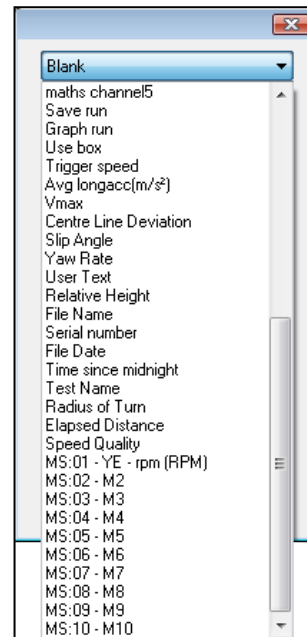 Blank
maths channel5
Save run
Graph run
Use box
Trigger speed
Avg longacc(m/s²)
Vmax
Centre Line Deviation
Slip Angle
Yaw Rate
User Text
Relative Height
File Name
Serial number
File Date
Time since midnight
Test Name
Radius of Turn
Elapsed Distance
Speed Quality
MS:01 - YE - rpm (RPM)
MS:02 - M2
MS:03 - M3
MS:04 - M4
MS:05 - M5
MS:06 - M6
MS:07 - M7
MS:08 - M8
MS:09 - M9
MS:10 - M10